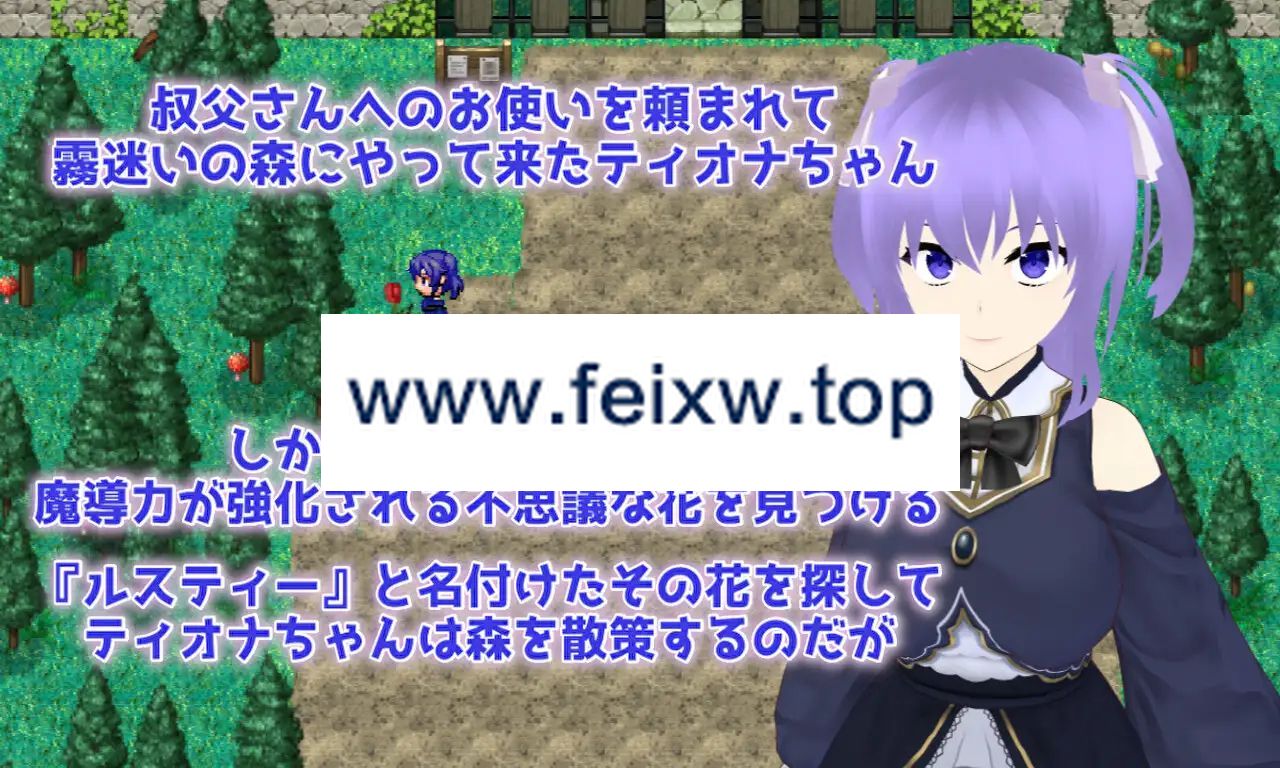 叔父さんへのお使いを頼まれて
霧迷いの森にやって来たティオナちゃん
www.feixw.top
しか
魔導力が強化される不思議な花を見つける
『ルスティー』と名付けたその花を探して
ティオナちゃんは森を散策するのだが